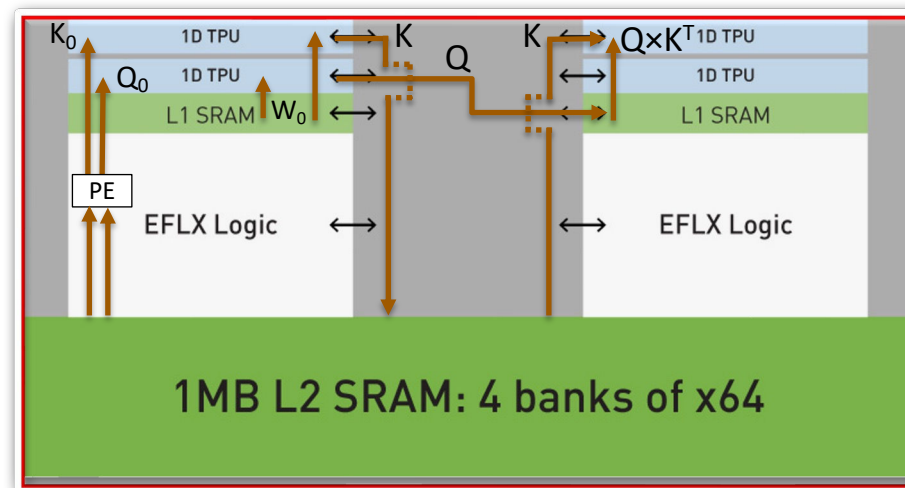 K₀
1D TPU
K
K
Q×Kᵀ
1D TPU
Q₀
1D TPU
Q
1D TPU
W₀
L1 SRAM
L1 SRAM
PE
EFLX Logic
EFLX Logic
1MB L2 SRAM: 4 banks of x64